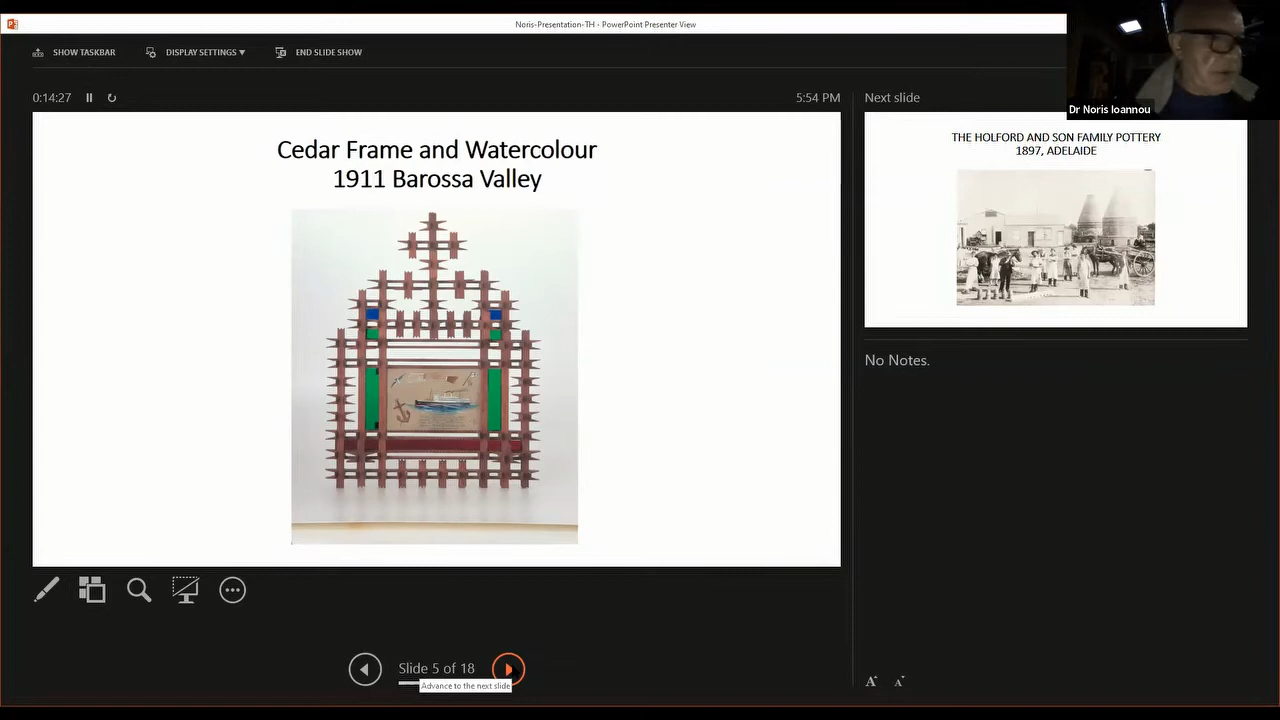 Noris-Presentation-TH - PowerPoint Presenter View
SHOW TASKBAR
DISPLAY SETTINGS ▾
END SLIDE SHOW
0:14:27
5:54 PM
Next slide
Dr Noris Ioannou
Cedar Frame and Watercolour
1911 Barossa Valley
THE HOLFORD AND SON FAMILY POTTERY
1897, ADELAIDE
No Notes.
Slide 5 of 18
Advance to the next slide
A
A